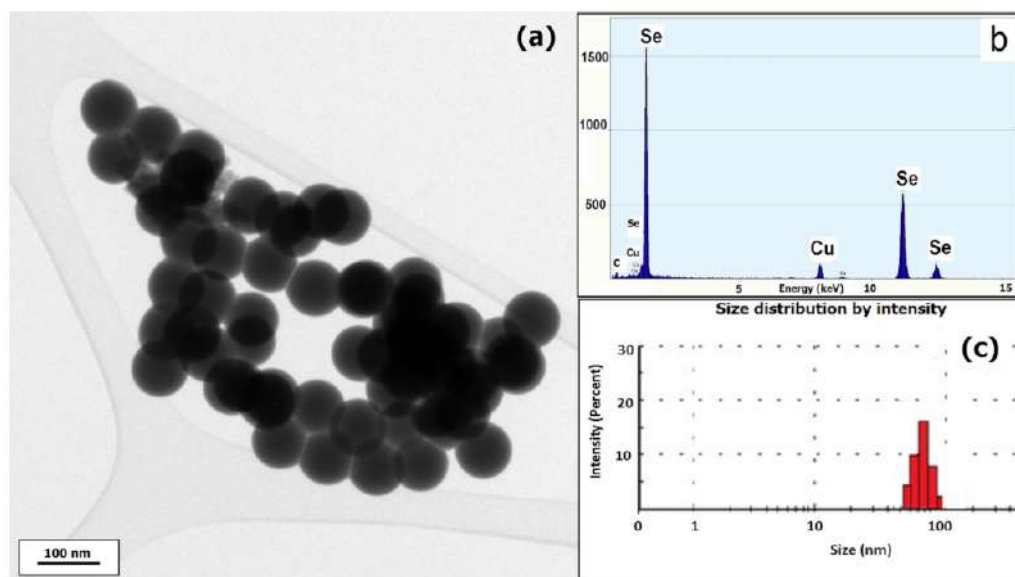 (a)
100 nm
b
Se
1500
1000
500
Se
Se
Se
Cu
C
Cu
5
Energy (keV)
10
15
Size distribution by intensity
(c)
Intensity (Percent)
30
20
10
0
1
10
100
Size (nm)